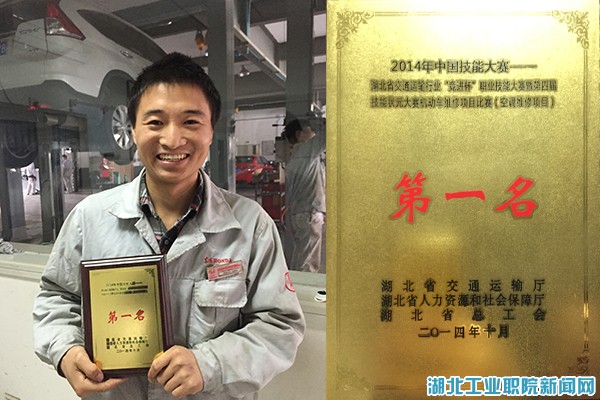 2014年中国技能大赛——
湖北省交通运输行业“克进杯”职业技能大赛暨第四届
技能状元大赛机动车维修项目比赛(空调维修项目)
第一名
湖北省交通运输厅
湖北省人力资源和社会保障厅
湖北省总工会
二〇一四年十月
第一名
湖北工业职院新闻网